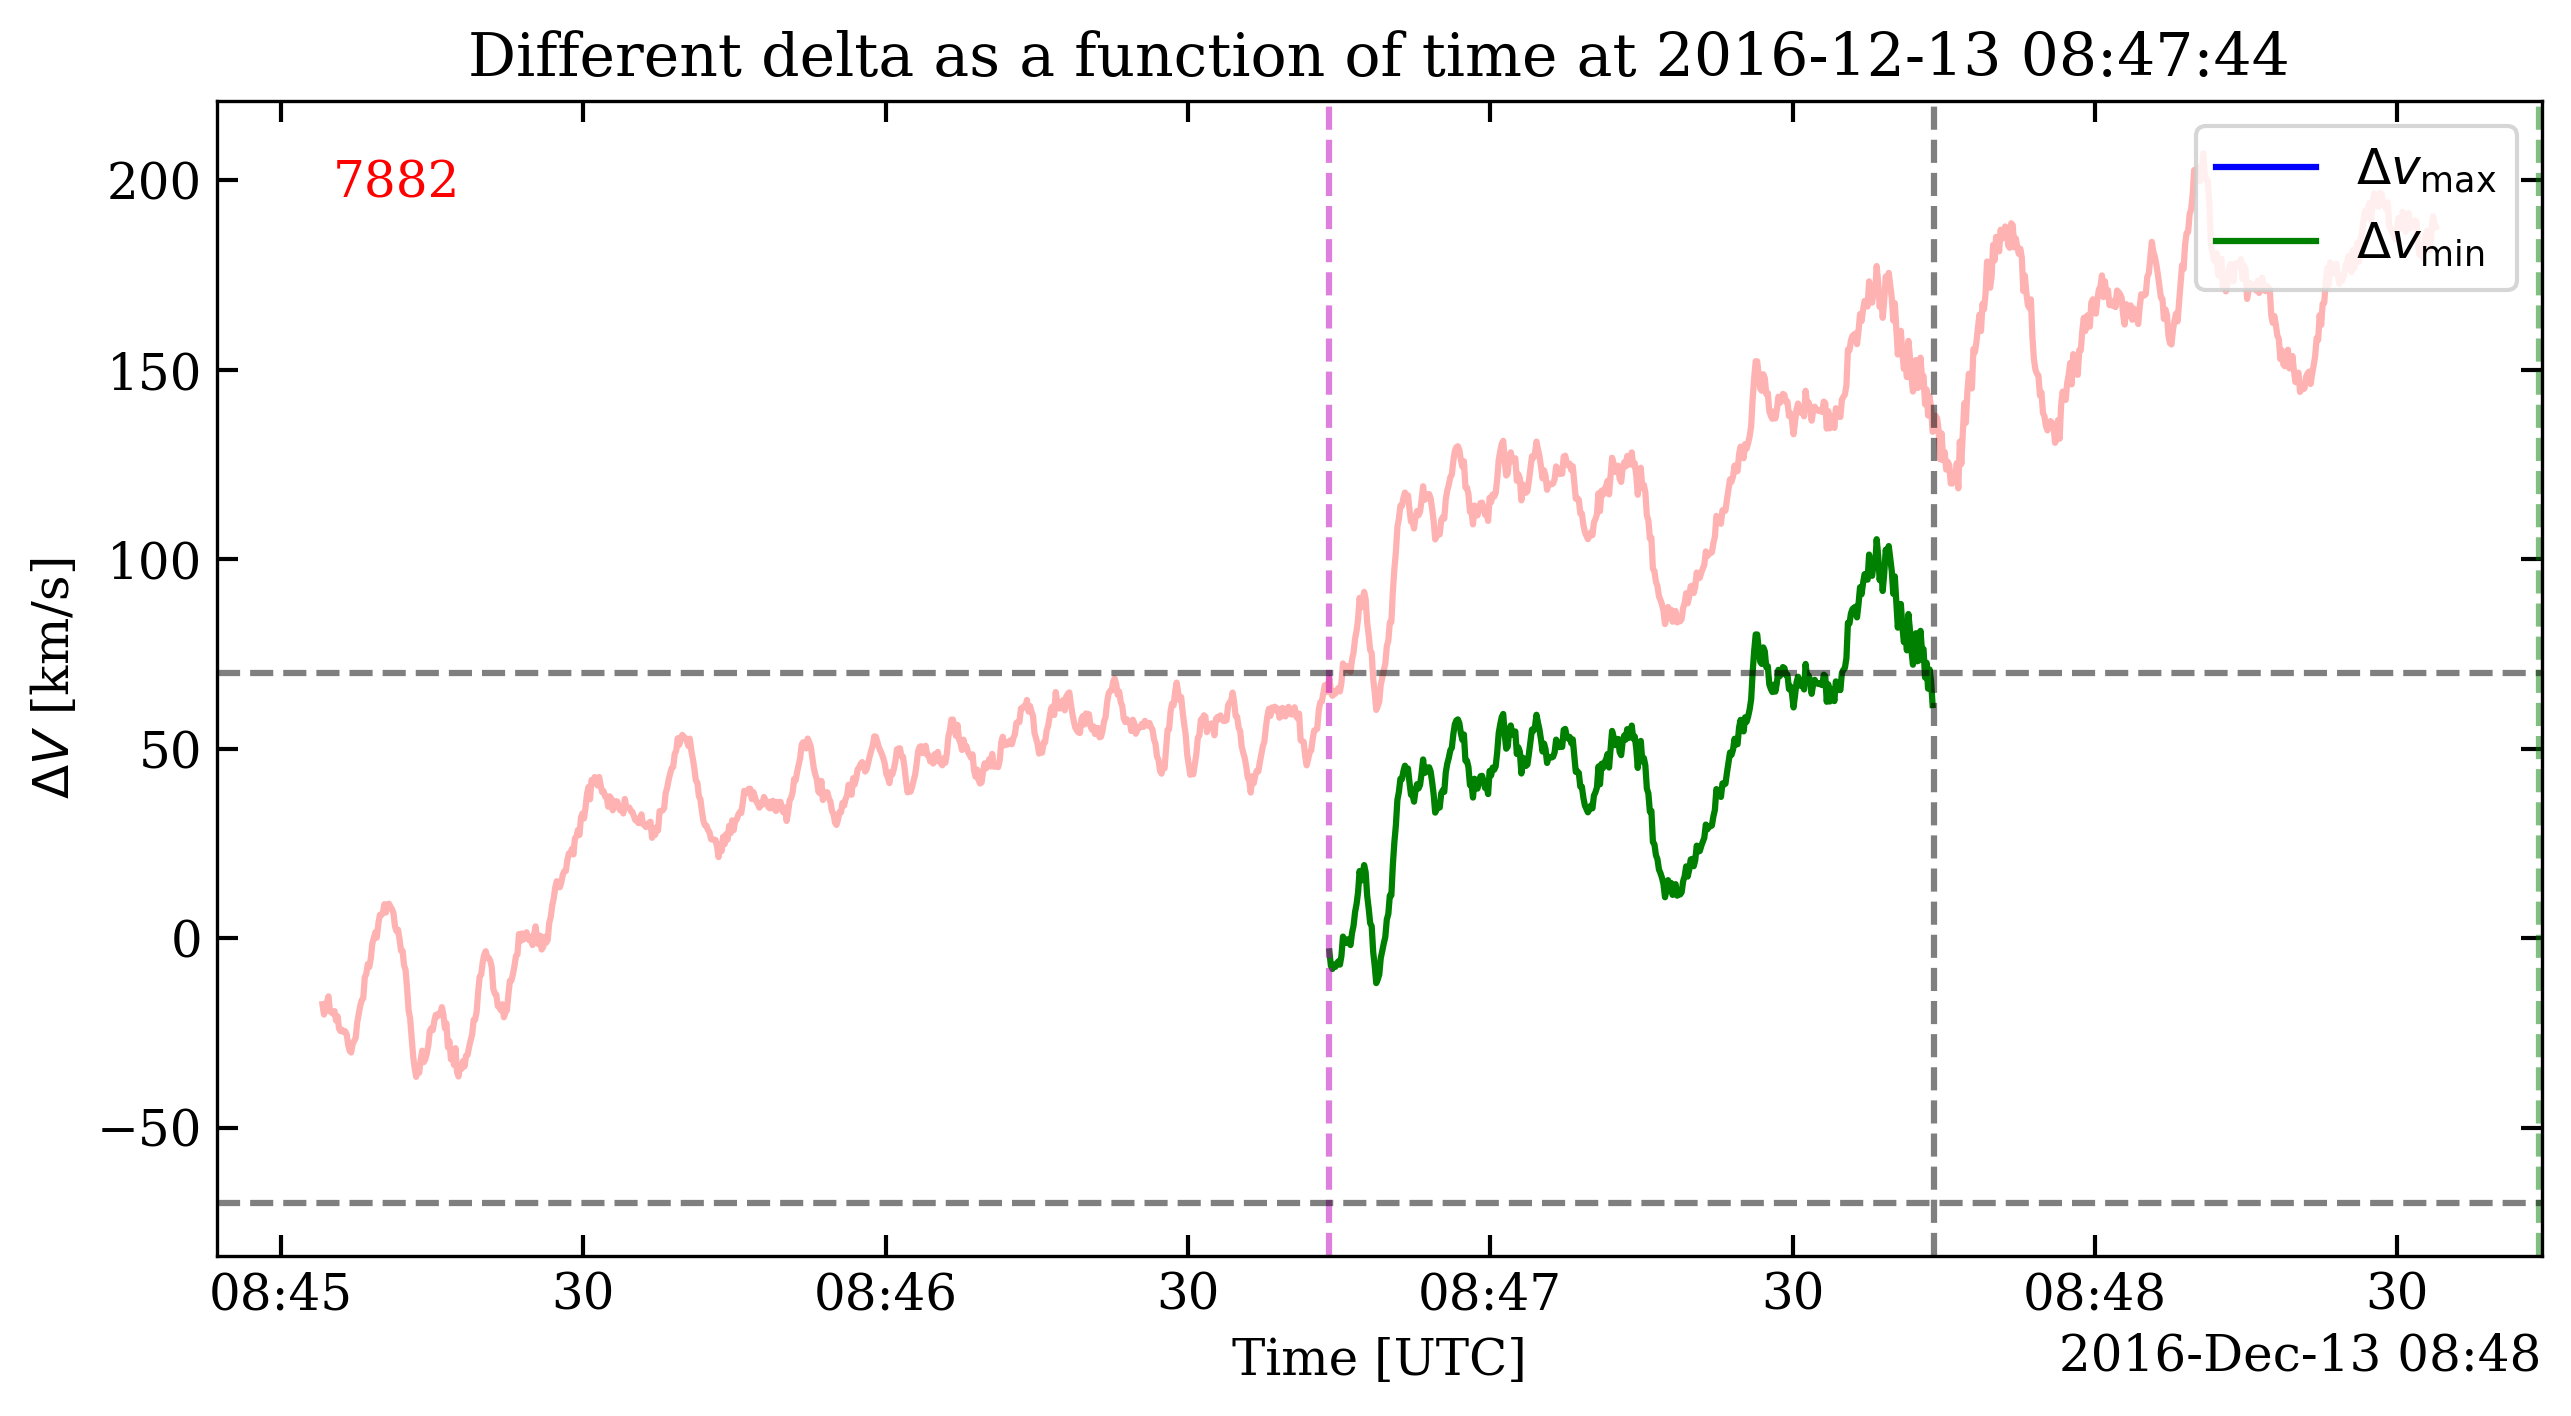 Different delta as a function of time at 2016-12-13 08:47:44
7882
Δv_max
Δv_min
200
150
100
50
0
−50
ΔV [km/s]
08:45 30 08:46 30 08:47 30 08:48 30
Time [UTC]
2016-Dec-13 08:48